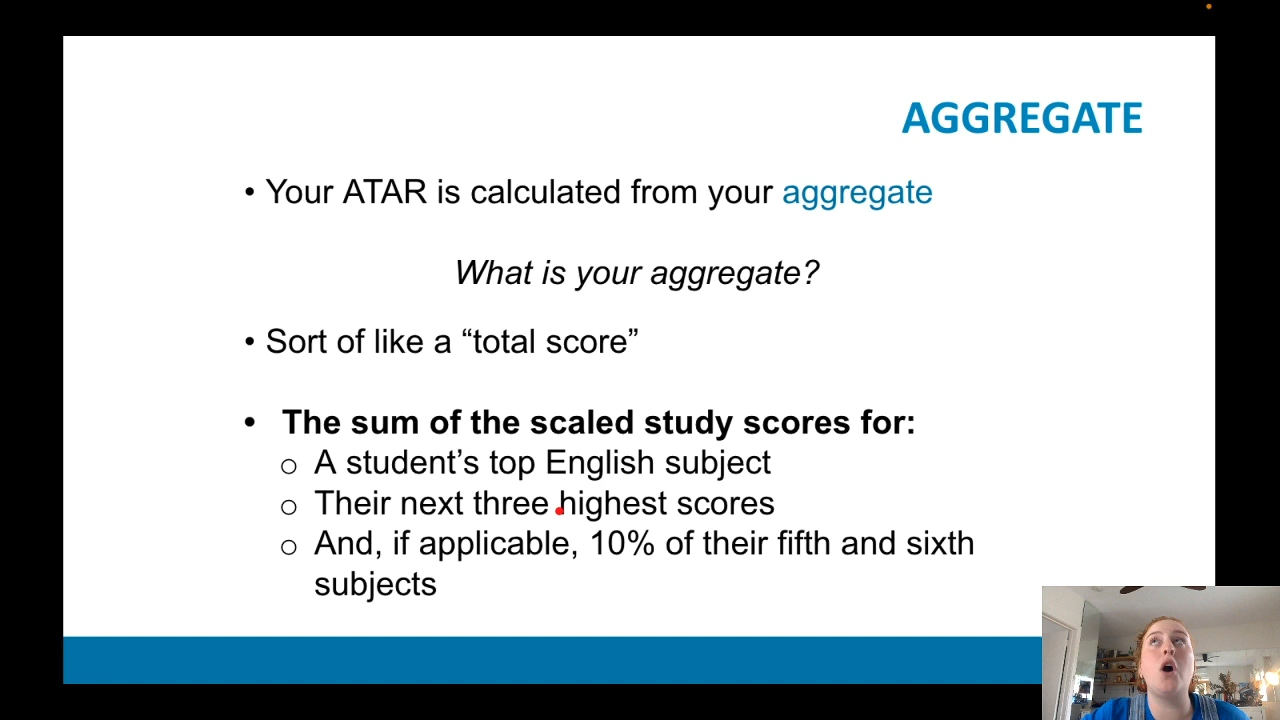 AGGREGATE
• Your ATAR is calculated from your aggregate
What is your aggregate?
• Sort of like a “total score”
• The sum of the scaled study scores for:
o A student’s top English subject
o Their next three highest scores
o And, if applicable, 10% of their fifth and sixth
subjects